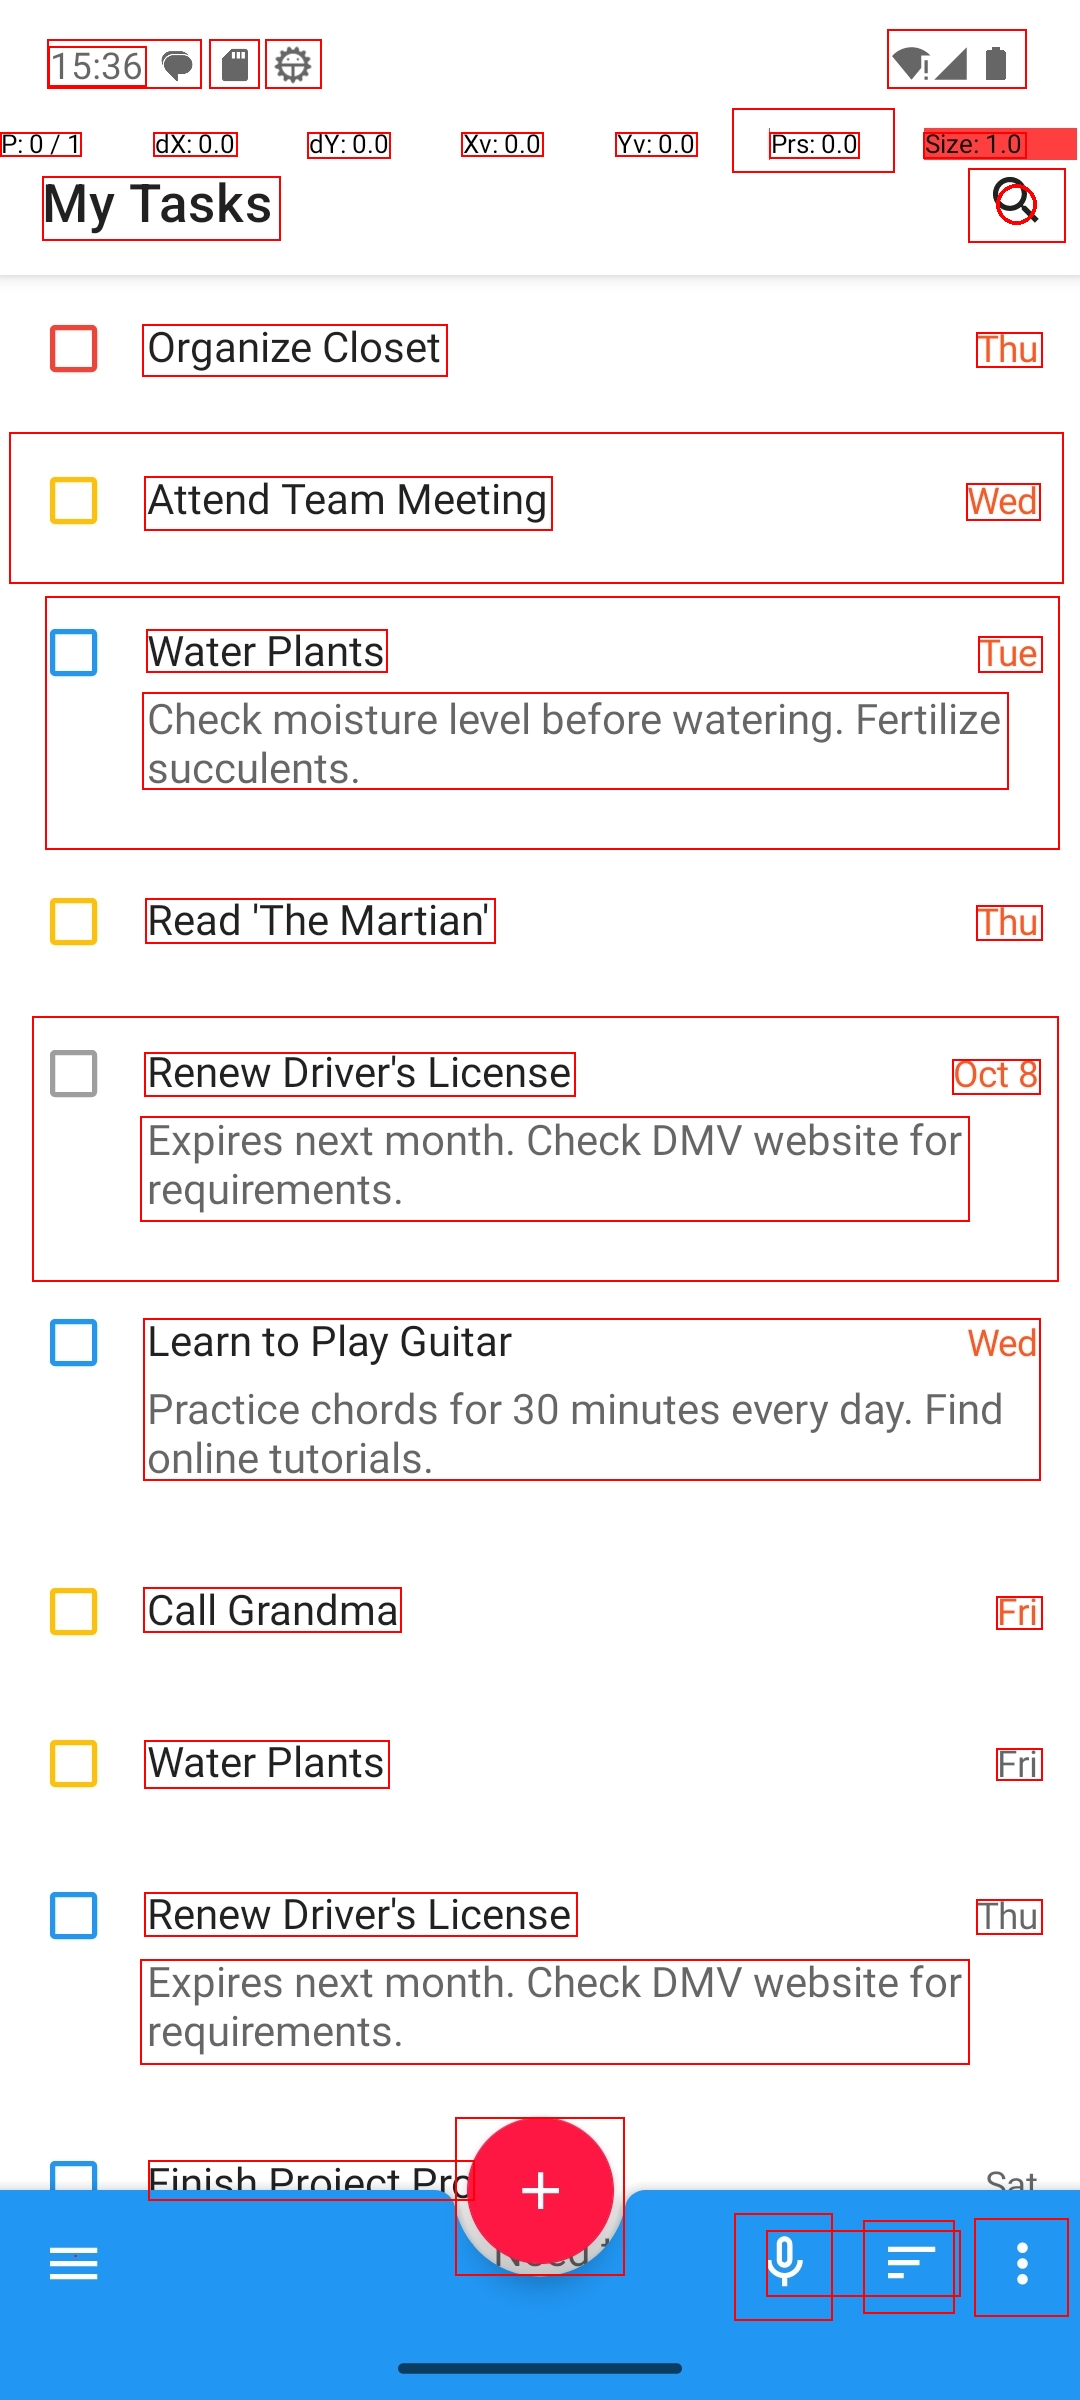 15:36
P: 0 / 1 dX: 0.0 dY: 0.0 Xv: 0.0 Yv: 0.0 Prs: 0.0 Size: 1.0
My Tasks
Organize Closet Thu
Attend Team Meeting Wed
Water Plants Tue
Check moisture level before watering. Fertilize
succulents.
Read 'The Martian' Thu
Renew Driver's License Oct 8
Expires next month. Check DMV website for
requirements.
Learn to Play Guitar Wed
Practice chords for 30 minutes every day. Find
online tutorials.
Call Grandma Fri
Water Plants Fri
Renew Driver's License Thu
Expires next month. Check DMV website for
requirements.
Finish Project Pro Sat
Need t